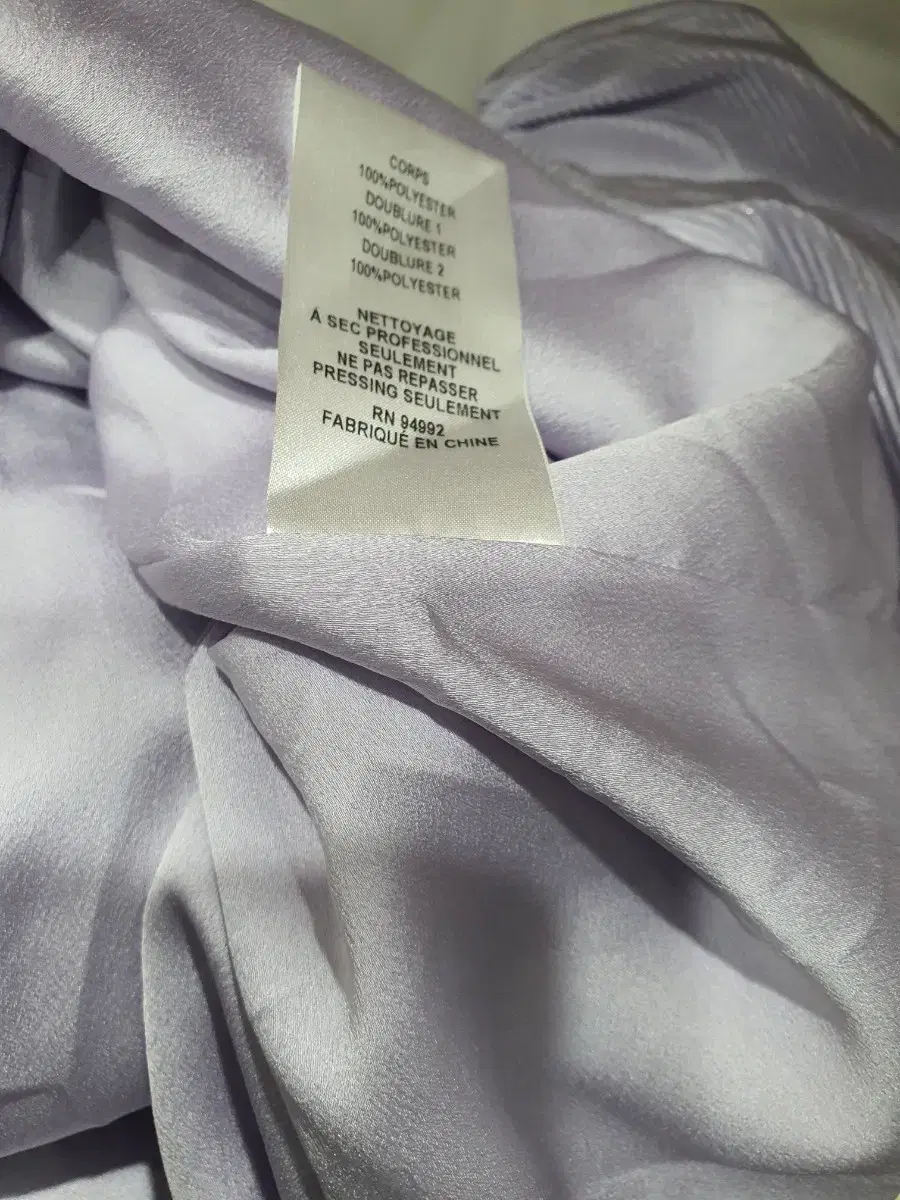 CORPS
100%POLYESTER
DOUBLURE 1
100%POLYESTER
DOUBLURE 2
100%POLYESTER
NETTOYAGE
Á SEC PROFESSIONNEL
SEULEMENT
NE PAS REPASSER
PRESSING SEULEMENT
RN 94992
FABRIQUÉ EN CHINE